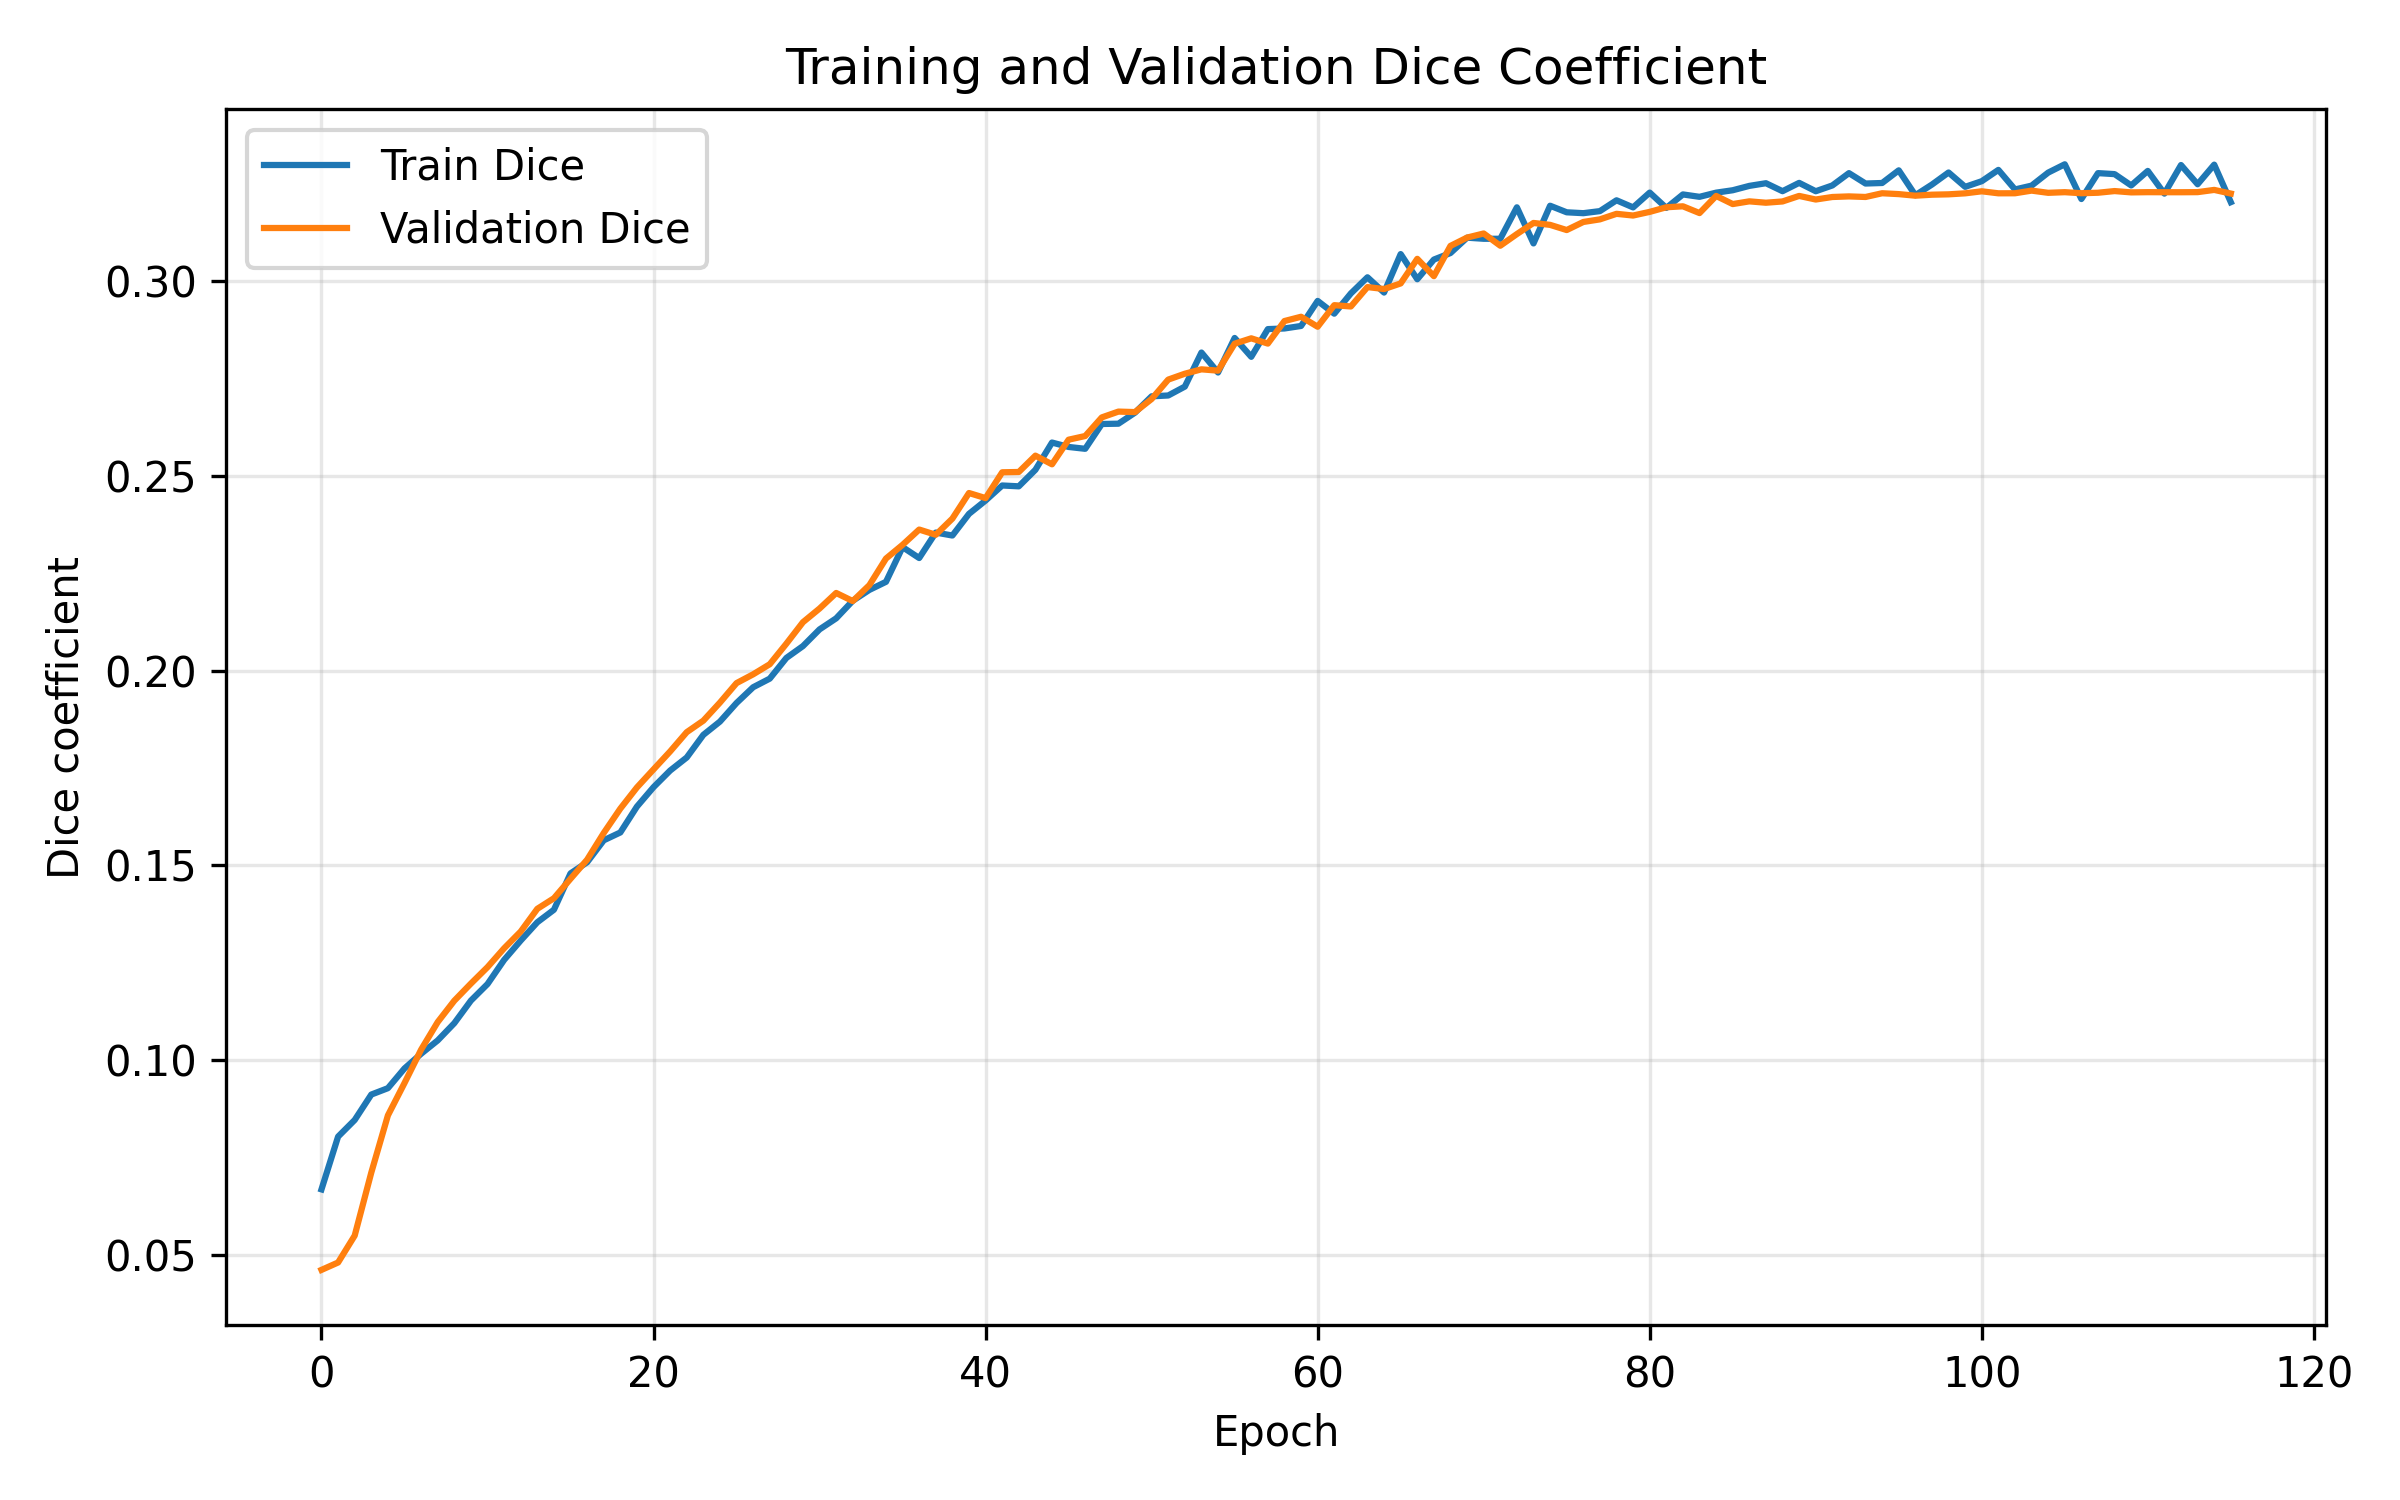 Training and Validation Dice Coefficient
Train Dice
Validation Dice
0.30
0.25
0.20
0.15
0.10
0.05
Dice coefficient
0 20 40 60 80 100 120
Epoch